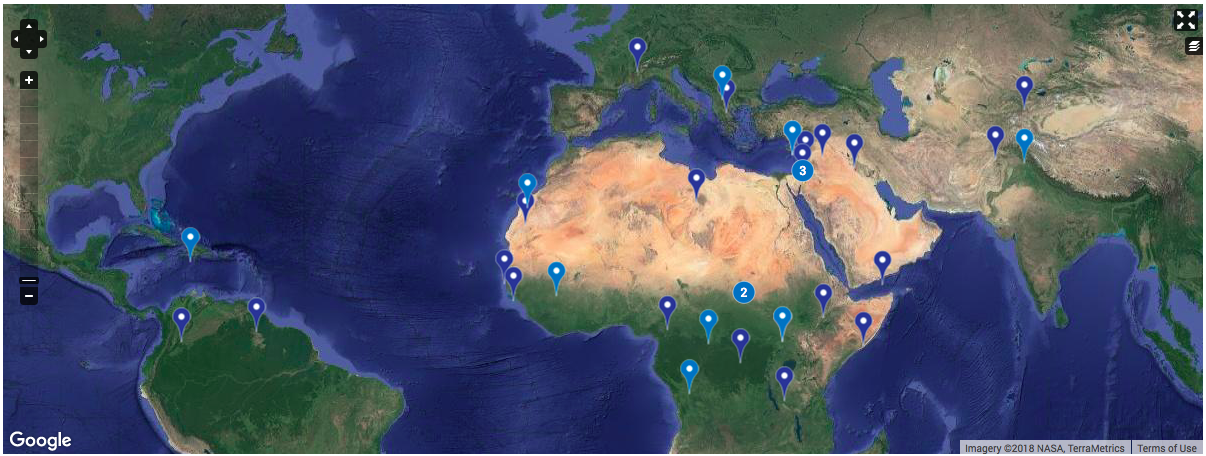 3
2
Google
Imagery ©2018 NASA, TerraMetrics
Terms of Use